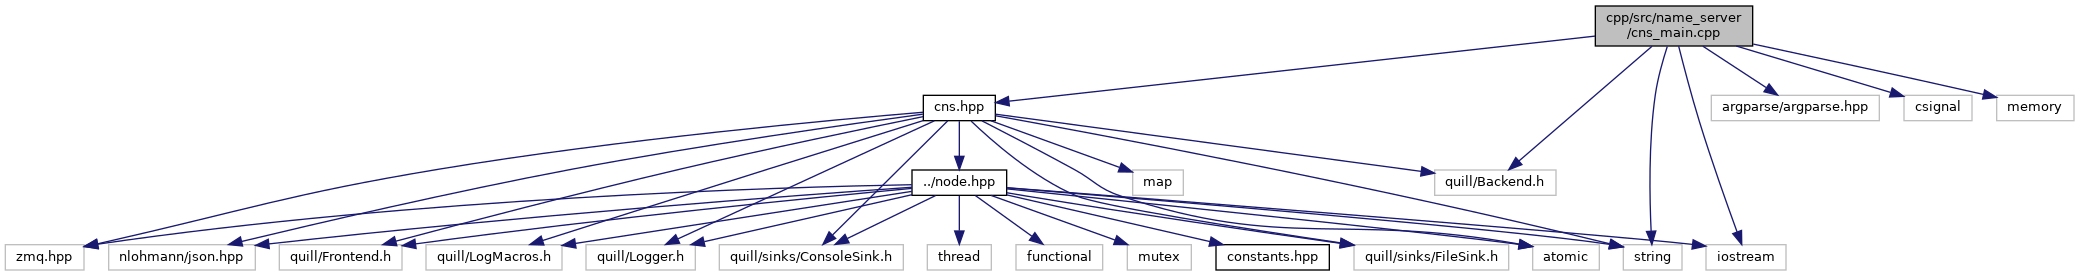 cpp/src/name_server
/cns_main.cpp
cns.hpp
argparse/argparse.hpp
csignal
memory
../node.hpp
map
quill/Backend.h
zmq.hpp
nlohmann/json.hpp
quill/Frontend.h
quill/LogMacros.h
quill/Logger.h
quill/sinks/ConsoleSink.h
thread
functional
mutex
constants.hpp
quill/sinks/FileSink.h
atomic
string
iostream